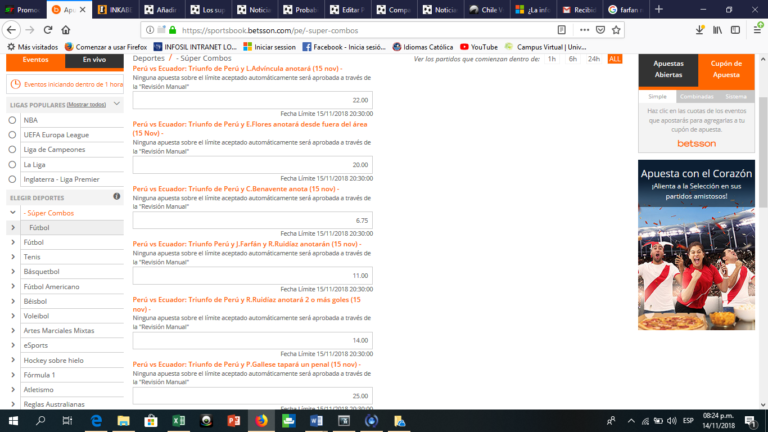 Promoc
Apu
INKABE
Añadir
Los sup
Probab
Noticie
Editar P
Compe
Noticie
Chile V
¿La info
Recibid
farfan r
https://sportsbook.betsson.com/pe/-super-combos
Más visitados
Comenzar a usar Firefox
INFOSIL INTRANET LO...
Iniciar session
Facebook - Inicia sesió...
Idiomas Católica
YouTube
Campus Virtual | Univ...
Eventos
En vivo
Eventos iniciando dentro de 1 hora
LIGAS POPULARES (Mostrar todos)
NBA
UEFA Europa League
Liga de Campeones
La Liga
Inglaterra - Liga Premier
ELEGIR DEPORTES
- Súper Combos
Fútbol
Fútbol
Tenis
Básquetbol
Fútbol Americano
Béisbol
Voleibol
Artes Marciales Mixtas
eSports
Hockey sobre hielo
Fórmula 1
Atletismo
Reglas Australianas
Deportes / - Súper Combos
Ver los partidos que comienzan dentro de: 1h 6h 24h ALL
Perú vs Ecuador: Triunfo de Perú y L.Advíncula anotará (15 nov) -
Ninguna apuesta sobre el límite aceptado automáticamente será aprobada a través de
la "Revisión Manual"
22.00
Fecha Límite 15/11/2018 20:30:00
Perú vs Ecuador: Triunfo de Perú y E.Flores anotará desde fuera del área
(15 Nov) -
Ninguna apuesta sobre el límite aceptado automáticamente será aprobada a través de
la "Revisión Manual"
20.00
Fecha Límite 15/11/2018 20:30:00
Perú vs Ecuador: Triunfo de Perú y C.Benavente anota (15 nov) -
Ninguna apuesta sobre el límite aceptado automáticamente será aprobada a través de
la "Revisión Manual"
6.75
Fecha Límite 15/11/2018 20:30:00
Perú vs Ecuador: Triunfo Perú y J.Farfán y R.Ruidiaz anotarán (15 nov) -
Ninguna apuesta sobre el límite aceptado automáticamente será aprobada a través de
la "Revisión Manual"
11.00
Fecha Límite 15/11/2018 20:30:00
Perú vs Ecuador: Triunfo de Perú y R.Ruidíaz anotará 2 o más goles (15
nov) -
Ninguna apuesta sobre el límite aceptado automáticamente será aprobada a través de
la "Revisión Manual"
14.00
Fecha Límite 15/11/2018 20:30:00
Perú vs Ecuador: Triunfo de Perú y P.Gallese tapará un penal (15 nov) -
Ninguna apuesta sobre el límite aceptado automáticamente será aprobada a través de
la "Revisión Manual"
25.00
Fecha Límite 15/11/2018 20:30:00
Apuestas
Abiertas
Cupón de
Apuesta
Simple
Combinadas
Sistema
Haz clic en las cuotas de los eventos
que apostarás para agregarlas a tu
cupón de apuesta.
betsson
Apuesta con el Corazón
¡Alienta a la Selección en sus
partidos amistosos!
ESP
08:24 p.m.
14/11/2018